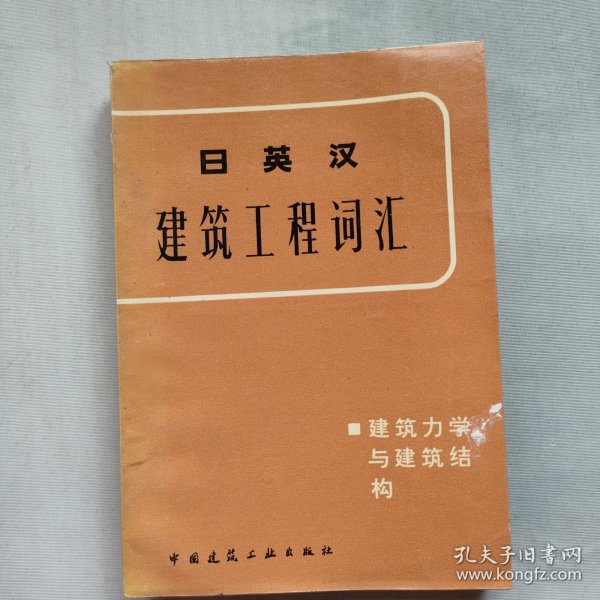 日英汉
建筑工程词汇
■建筑力学
与建筑结
构
中国建筑工业出版社
孔夫子旧书网
www.kongfz.com